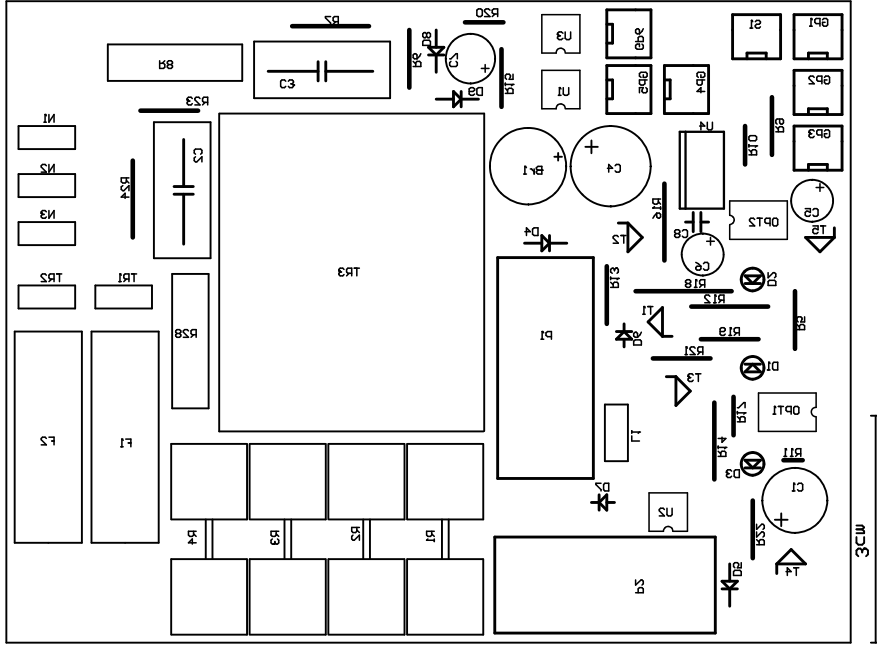 R7
R20
D8
R8
C3
R6
C7
R15
D9
U3
GP6
S1
GP1
U1
GP5
GP4
GP2
R23
N1
C2
U4
R9
R10
GP3
N2
R24
Br1
C4
N3
R16
C8
OPT2
C5
T5
D4
T2
C6
TR2
TR1
TR3
R13
R18
D2
R12
R28
P1
D6
T1
R19
R5
R21
D1
T3
F2
F1
L1
R17
OPT1
R14
R11
D3
D7
C1
U2
R4
R3
R2
R1
R22
3cm
P2
D5
T4